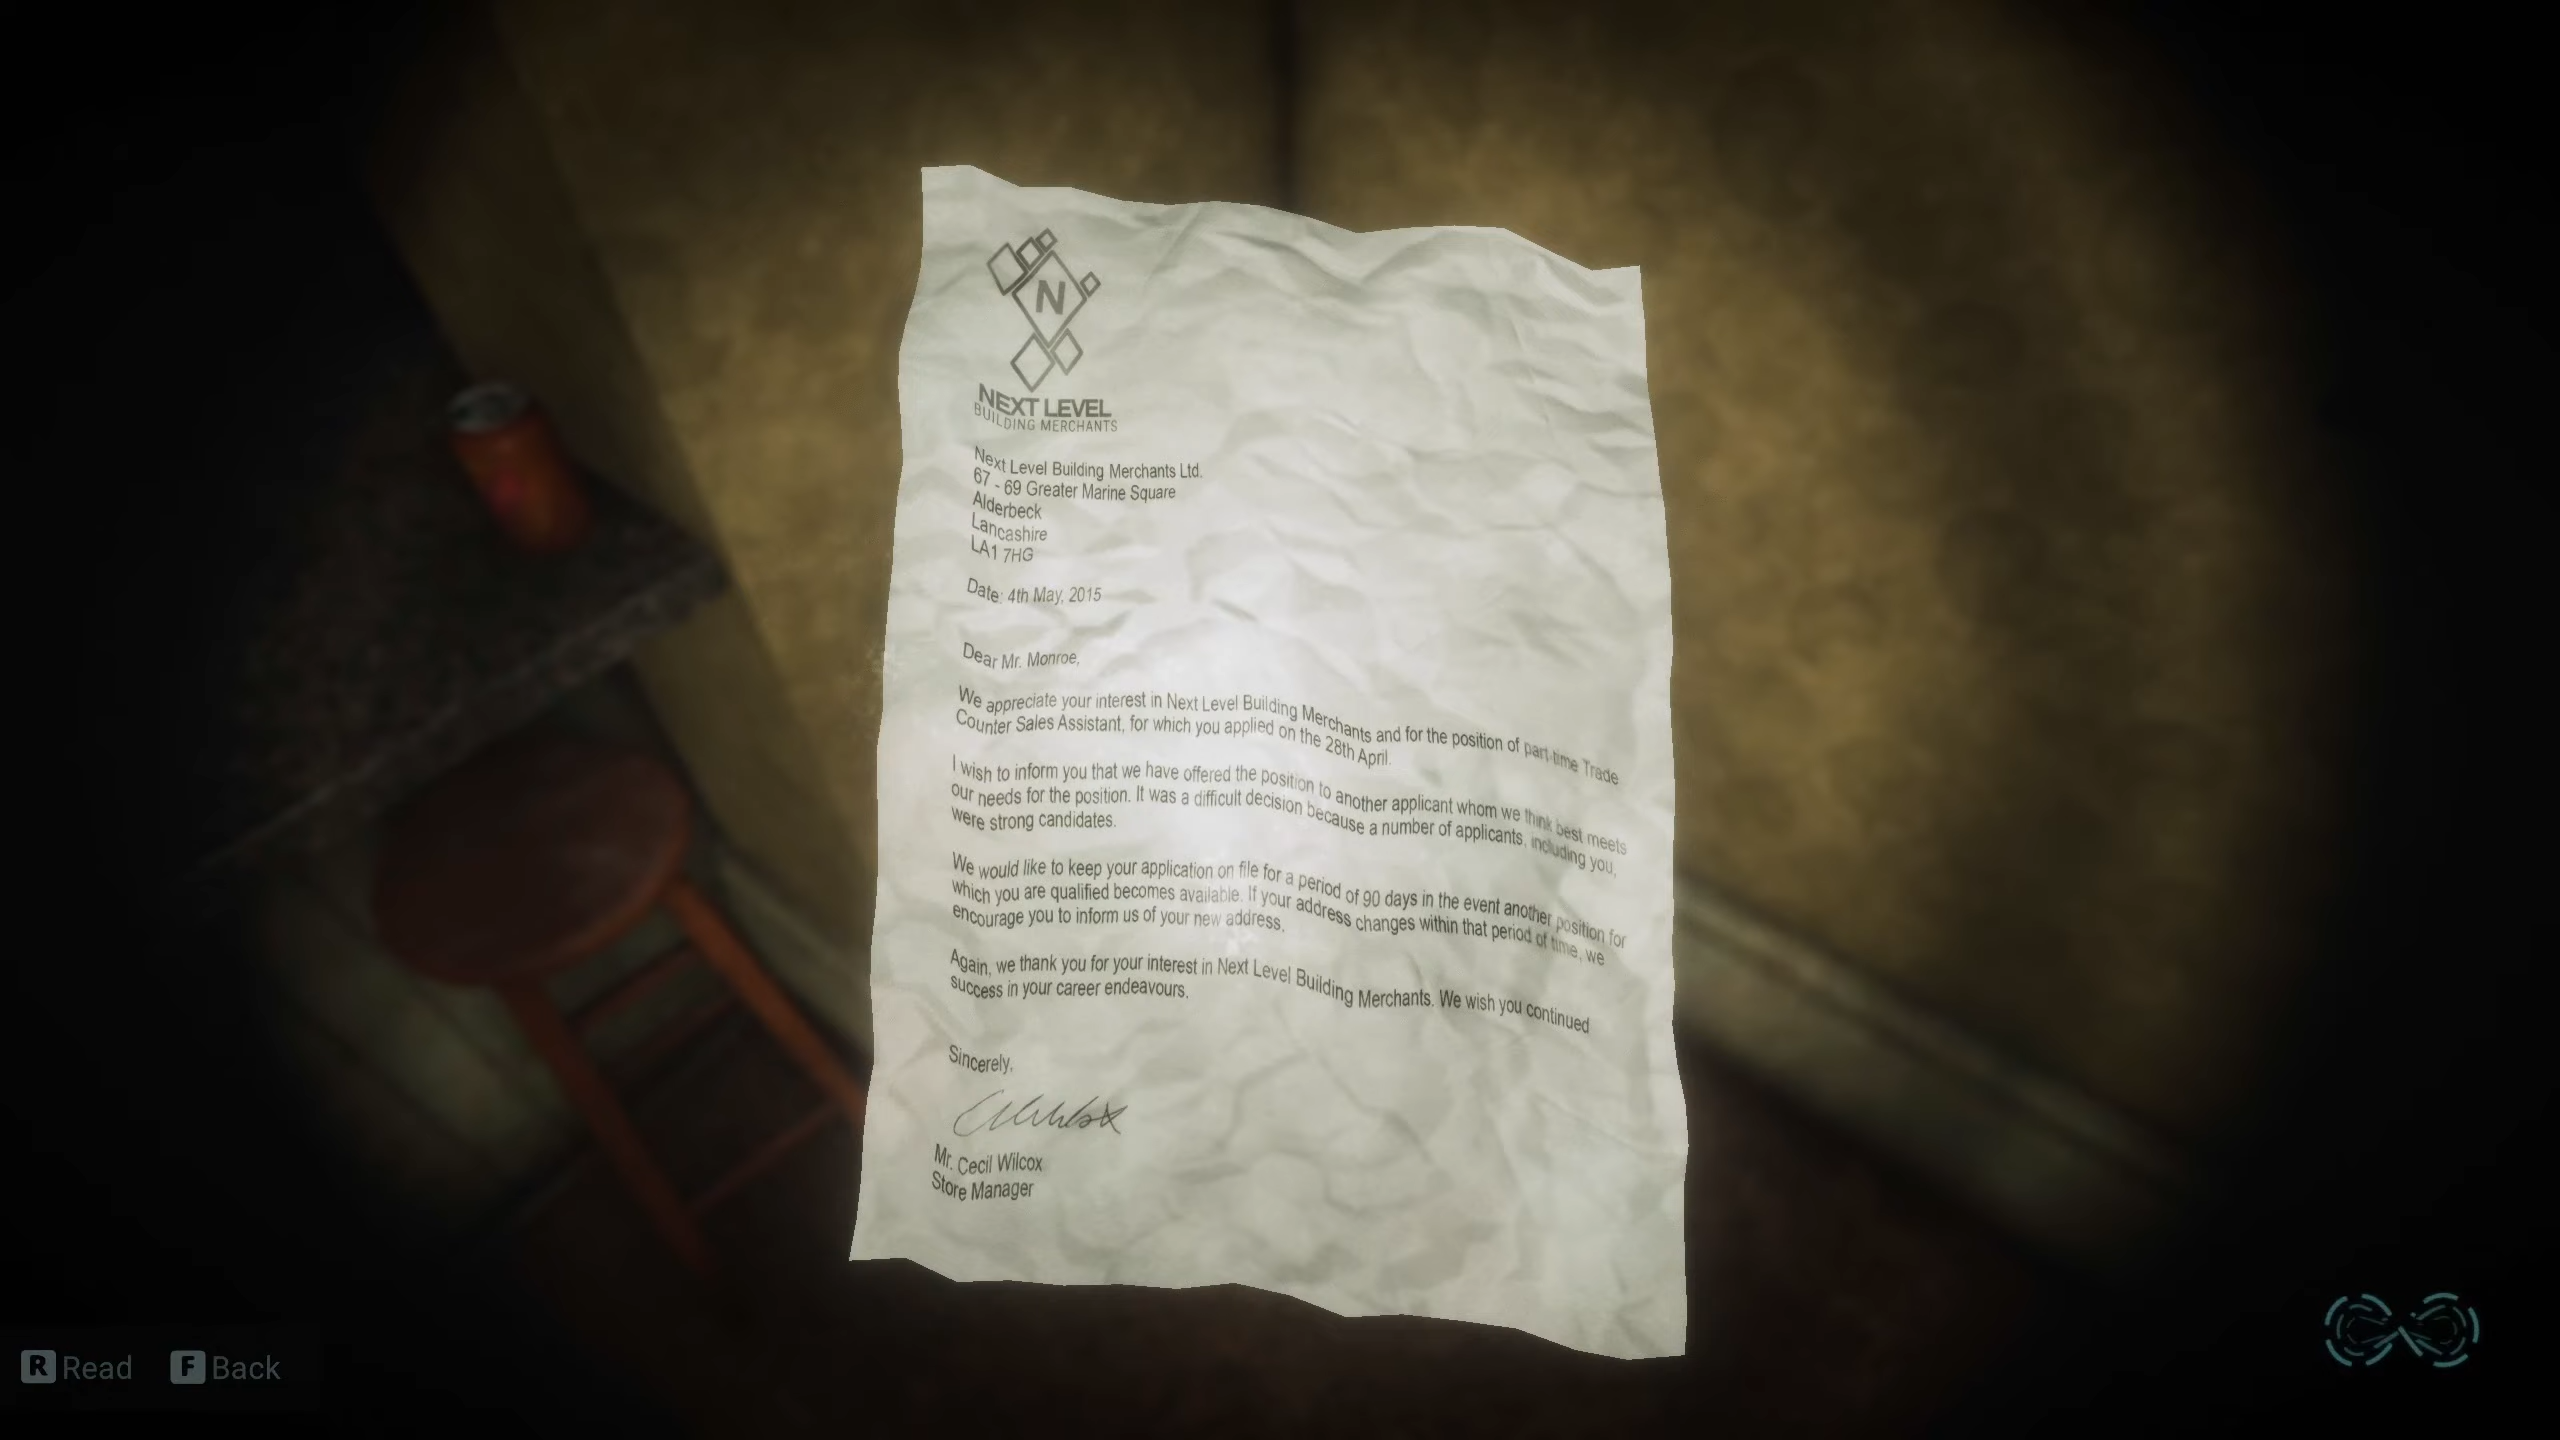 N
NEXT LEVEL
BUILDING MERCHANTS
Next Level Building Merchants Ltd.
67 - 69 Greater Marine Square
Alderbeck
Lancashire
LA1 7HG
Date: 4th May, 2015
Dear Mr. Monroe,
We appreciate your interest in Next Level Building Merchants and for the position of part-time Trade
Counter Sales Assistant, for which you applied on the 28th April.
I wish to inform you that we have offered the position to another applicant whom we think best meets
our needs for the position. It was a difficult decision because a number of applicants, including you,
were strong candidates.
We would like to keep your application on file for a period of 90 days in the event another position for
which you are qualified becomes available. If your address changes within that period of time, we
encourage you to inform us of your new address.
Again, we thank you for your interest in Next Level Building Merchants. We wish you continued
success in your career endeavours.
Sincerely,
Mr. Cecil Wilcox
Store Manager
R Read F Back